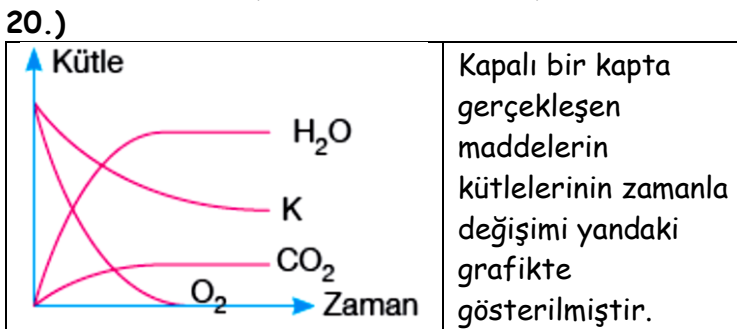 20.)
Kütle
H₂O
K
CO₂
O₂
Zaman
Kapalı bir kapta
gerçekleşen
maddelerin
kütlelerinin zamanla
değişimi yandaki
grafikte
gösterilmiştir.